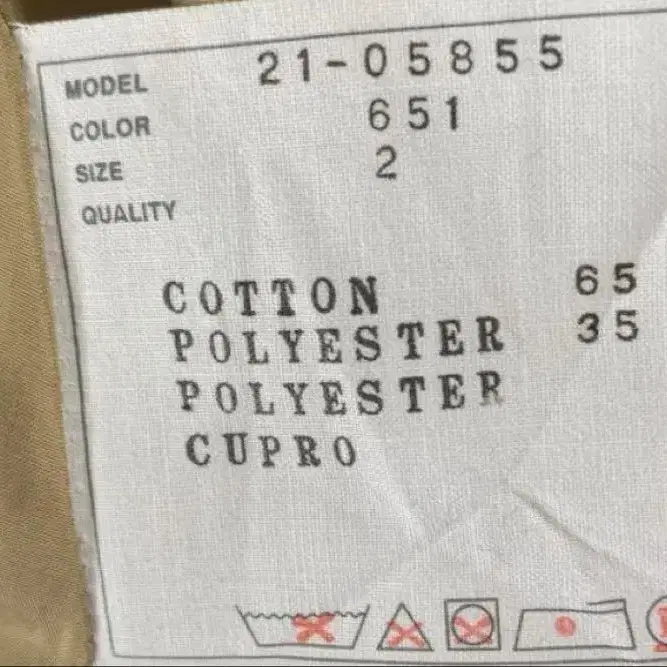 MODEL 21-05855
COLOR 651
SIZE 2
QUALITY
COTTON 65
POLYESTER 35
POLYESTER
CUPRO